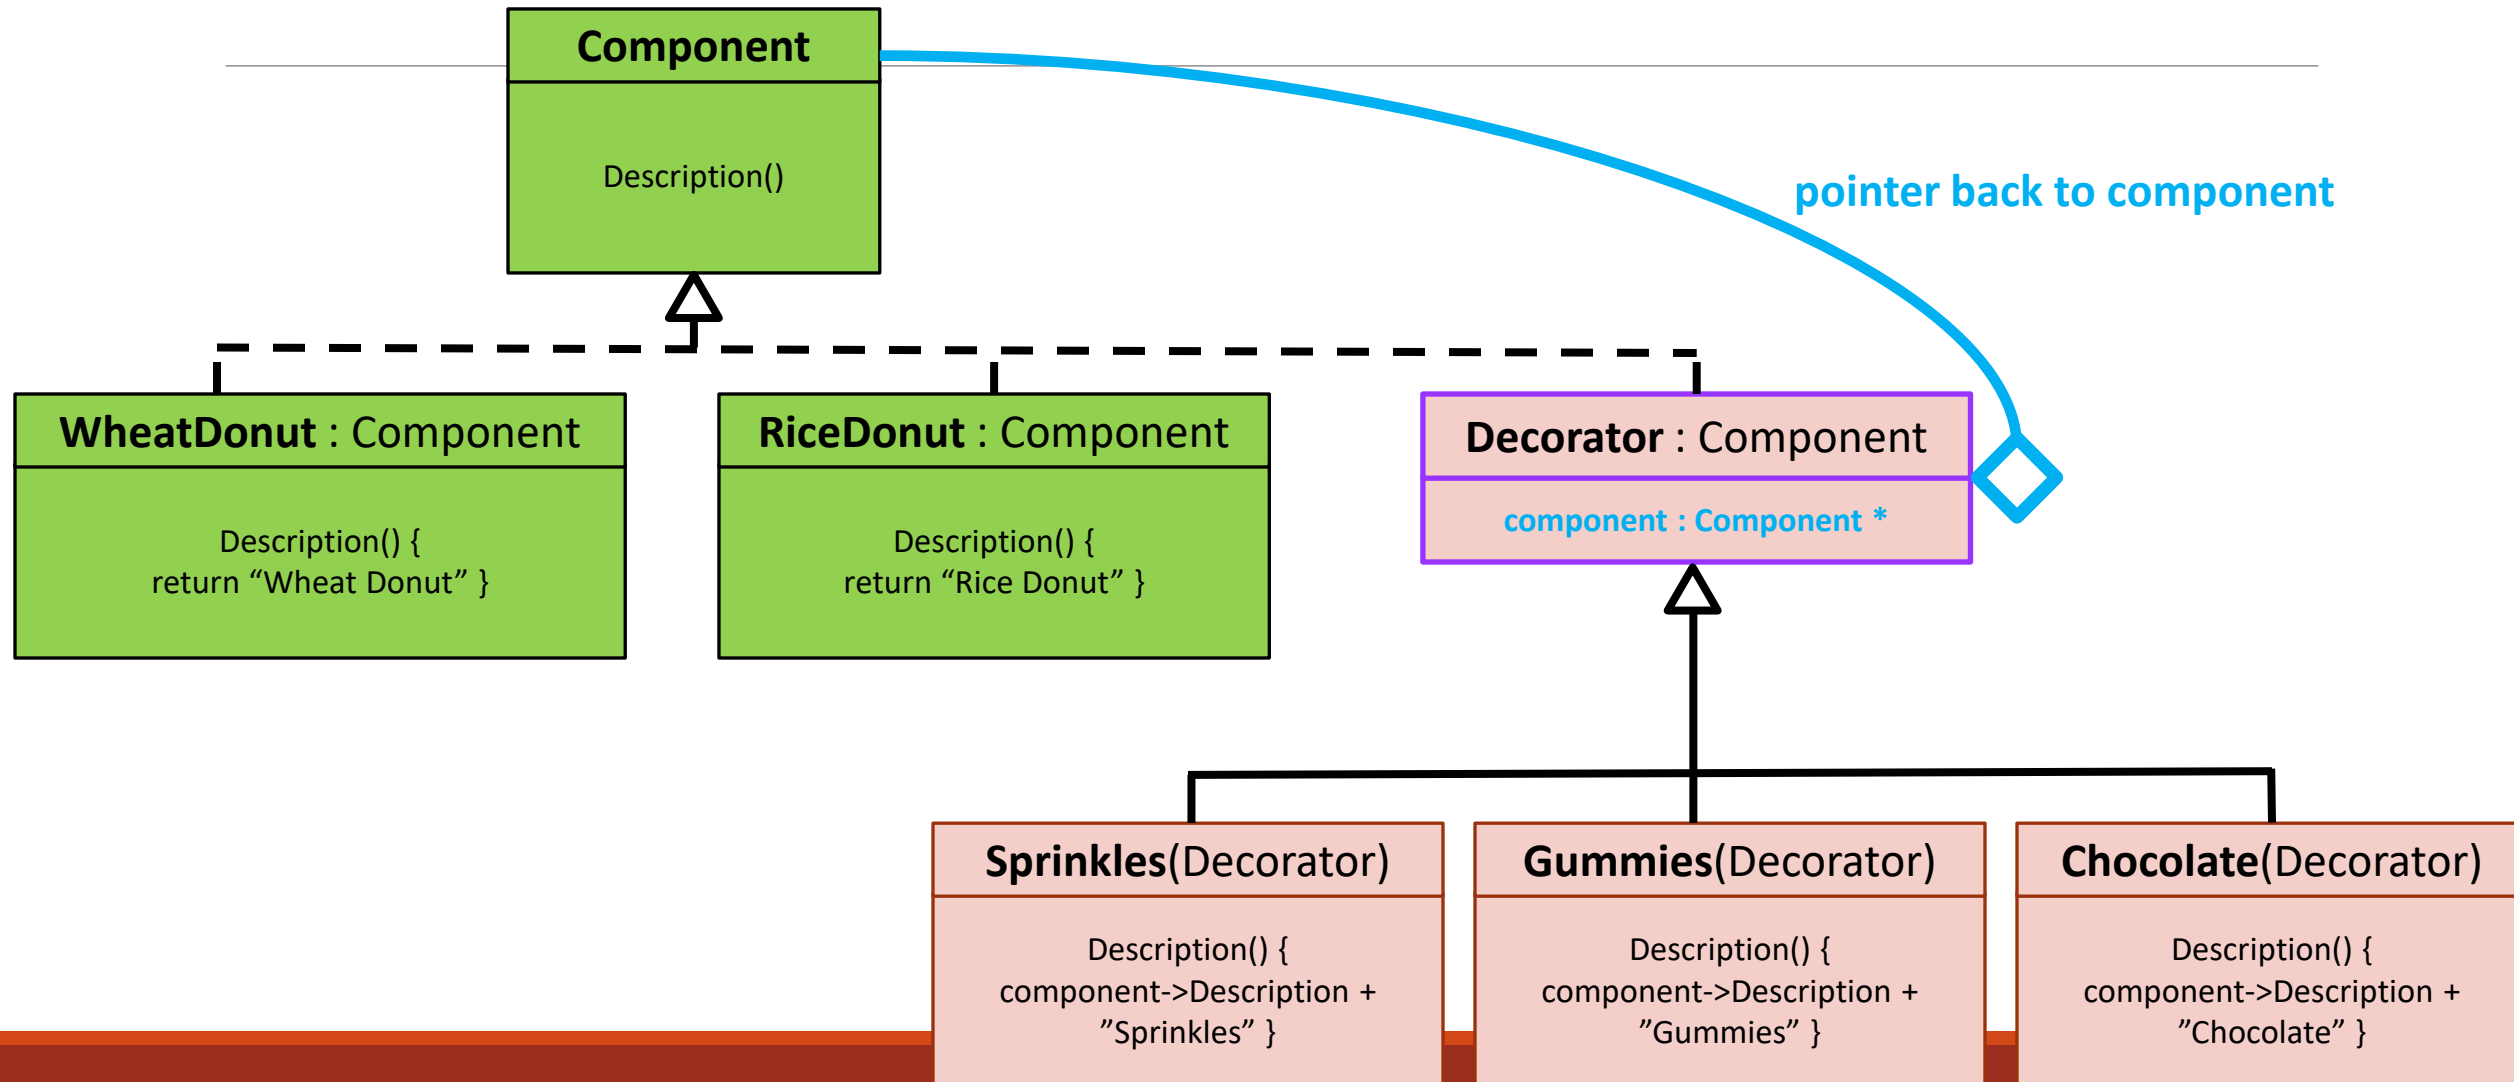 Component
Description()
pointer back to component
WheatDonut : Component
Description() {
return “Wheat Donut” }
RiceDonut : Component
Description() {
return “Rice Donut” }
Decorator : Component
component : Component *
Sprinkles(Decorator)
Description() {
component->Description +
”Sprinkles” }
Gummies(Decorator)
Description() {
component->Description +
”Gummies” }
Chocolate(Decorator)
Description() {
component->Description +
”Chocolate” }